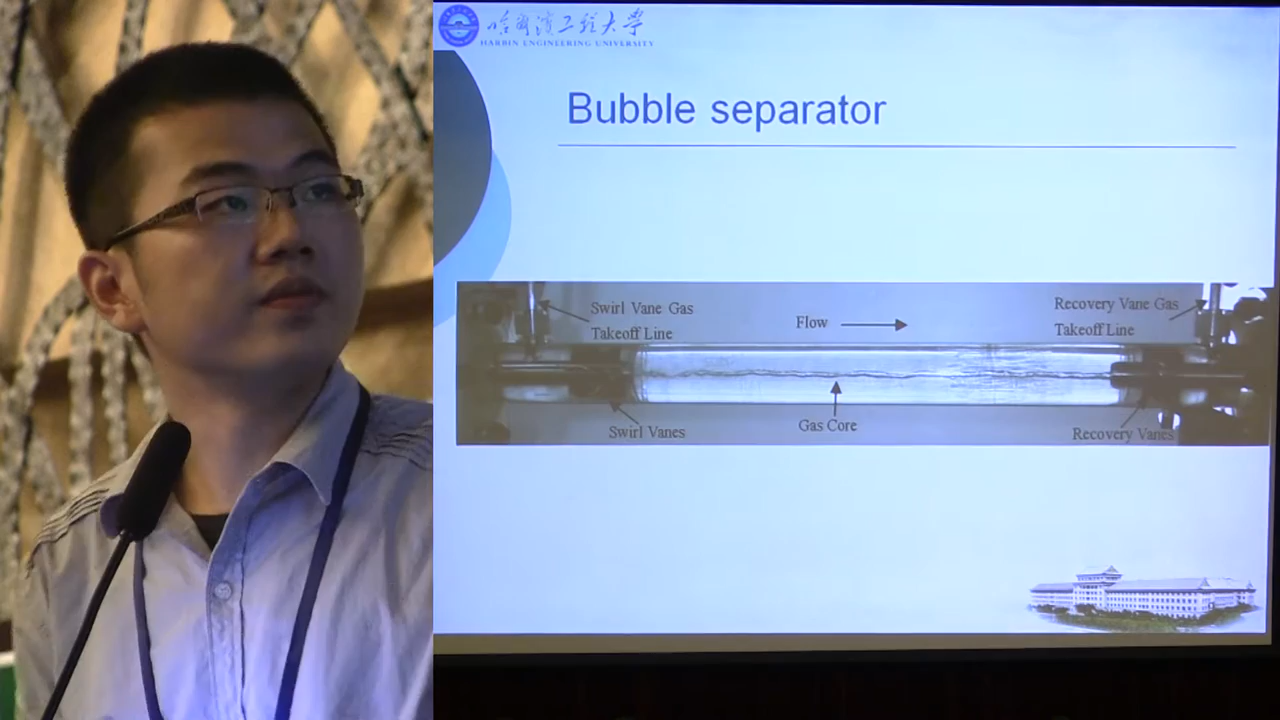 哈尔滨工程大学
HARBIN ENGINEERING UNIVERSITY
Bubble separator
Swirl Vane Gas
Takeoff Line
Flow
Recovery Vane Gas
Takeoff Line
Swirl Vanes
Gas Core
Recovery Vanes